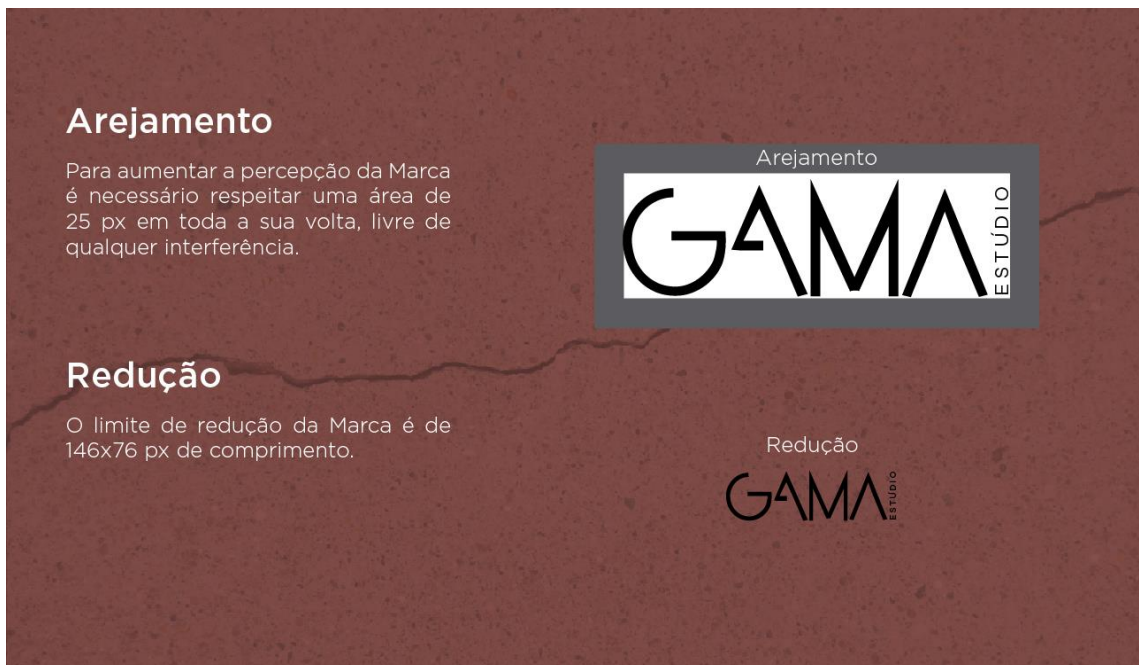 Arejamento
Para aumentar a percepção da Marca
é necessário respeitar uma área de
25 px em toda a sua volta, livre de
qualquer interferência.
Redução
O limite de redução da Marca é de
146x76 px de comprimento.
Arejamento
GAMA
ESTÚDIO
Redução
GAMA
ESTÚDIO